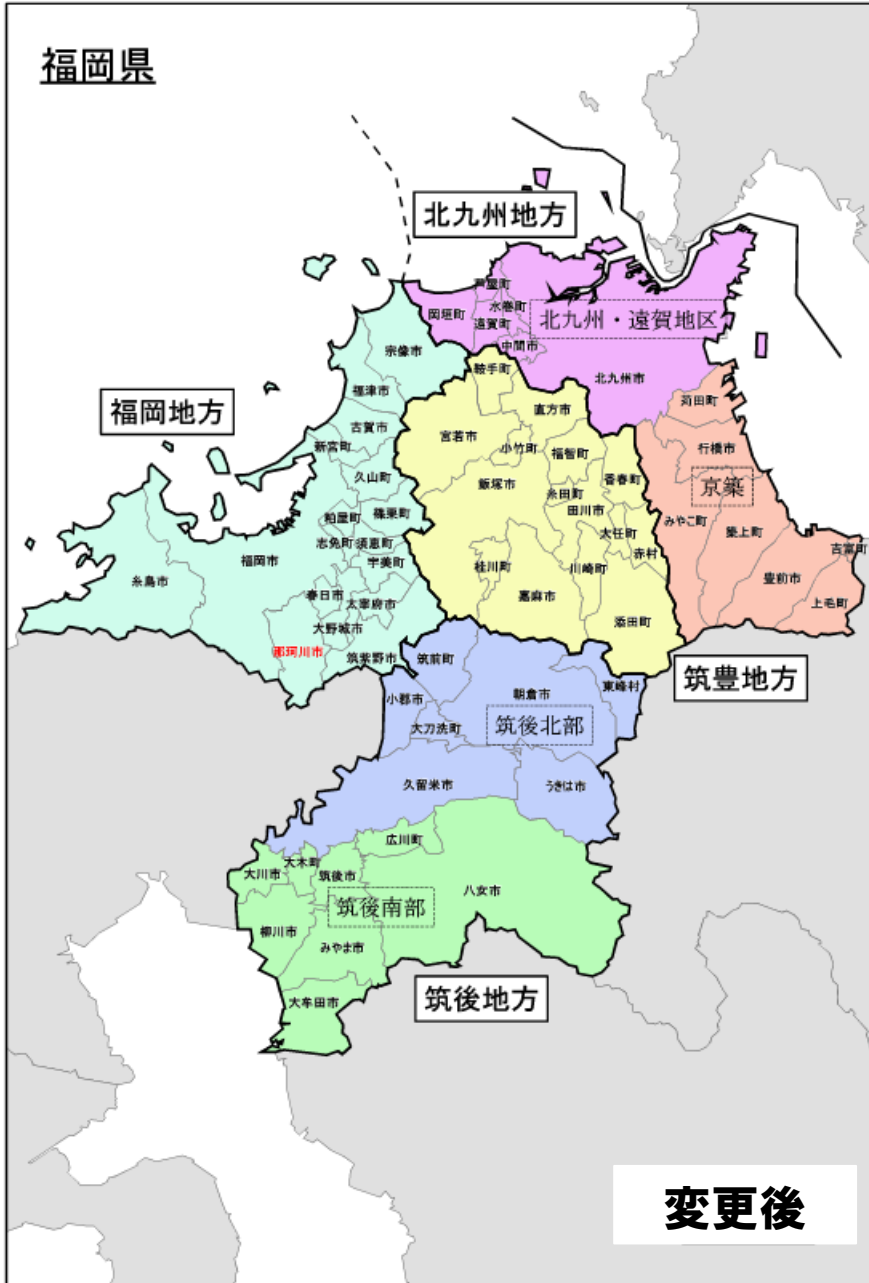 福岡県
北九州地方
芦屋町
水巻町
岡垣町
遠賀町
北九州・遠賀地区
中間市
北九州市
宗像市
鞍手町
福津市
直方市
苅田町
福岡地方
古賀市
宮若市
小竹町
福智町
行橋市
新宮町
久山町
飯塚市
香春町
京築
糸田町
粕屋町
篠栗町
田川市
みやこ町
築上町
志免町
須恵町
大任町
赤村
吉富町
福岡市
宇美町
桂川町
川崎町
糸島市
豊前市
春日市
太宰府市
嘉麻市
上毛町
大野城市
添田町
那珂川市
筑紫野市
筑前町
筑豊地方
東峰村
小郡市
朝倉市
大刀洗町
筑後北部
久留米市
うきは市
広川町
大川市
大木町
筑後市
八女市
筑後南部
柳川市
みやま市
大牟田市
筑後地方
変更後